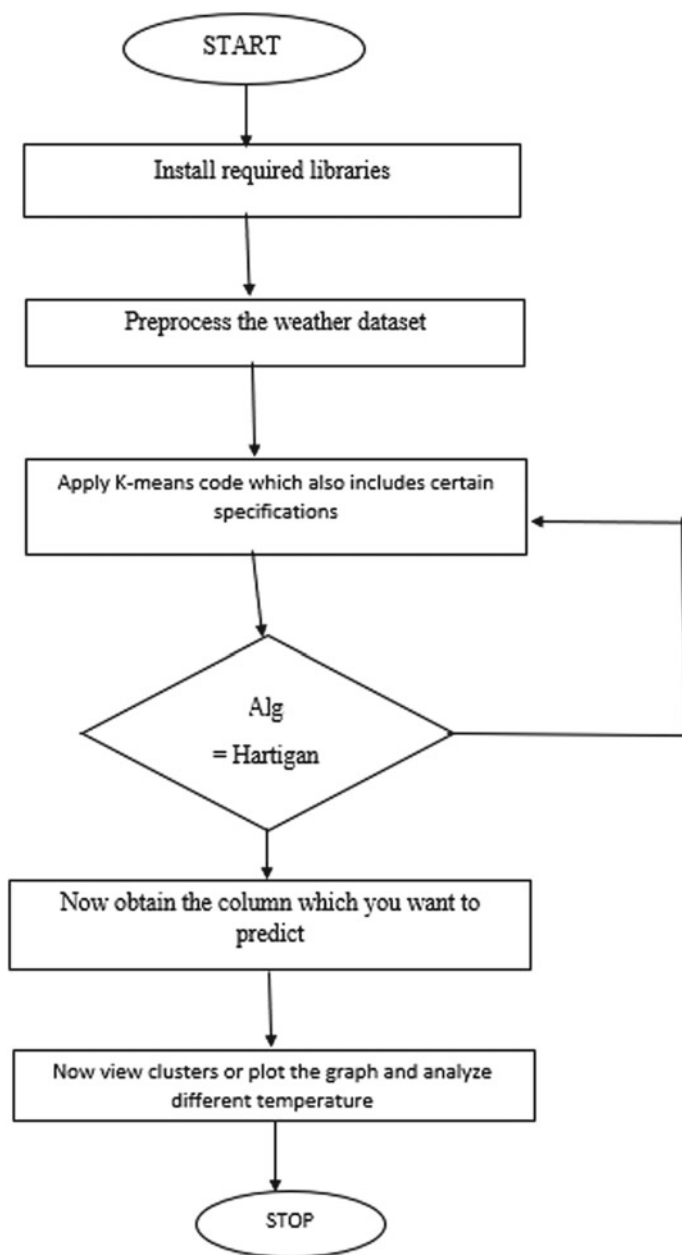 START
Install required libraries
Preprocess the weather dataset
Apply K-means code which also includes certain
specifications
Alg
= Hartigan
Now obtain the column which you want to
predict
Now view clusters or plot the graph and analyze
different temperature
STOP